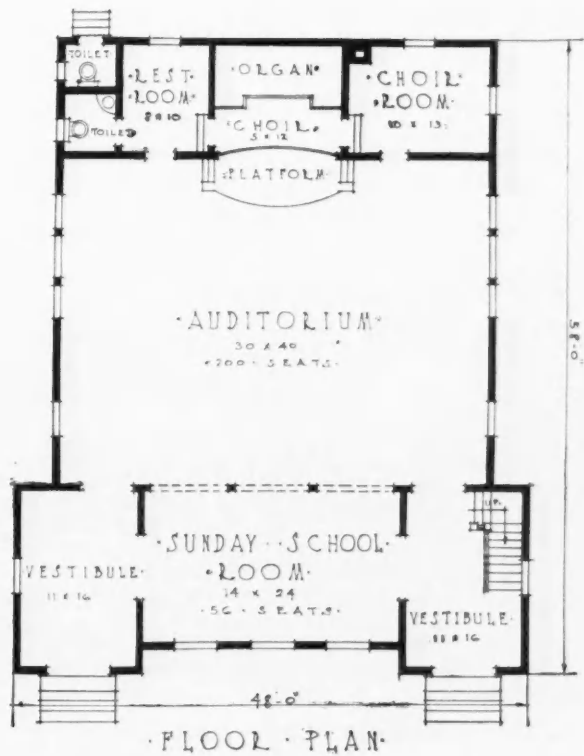 TOILET
REST
ROOM
8 x 10
ORGAN
CHOIR
ROOM
10 x 13
TOILET
CHOIR
5 x 12
PLATFORM
AUDITORIUM
30 x 40
200 SEATS
58'-0"
UP
SUNDAY SCHOOL
ROOM
14 x 24
56 SEATS
VESTIBULE
11 x 16
VESTIBULE
11 x 16
48'-0"
FLOOR PLAN